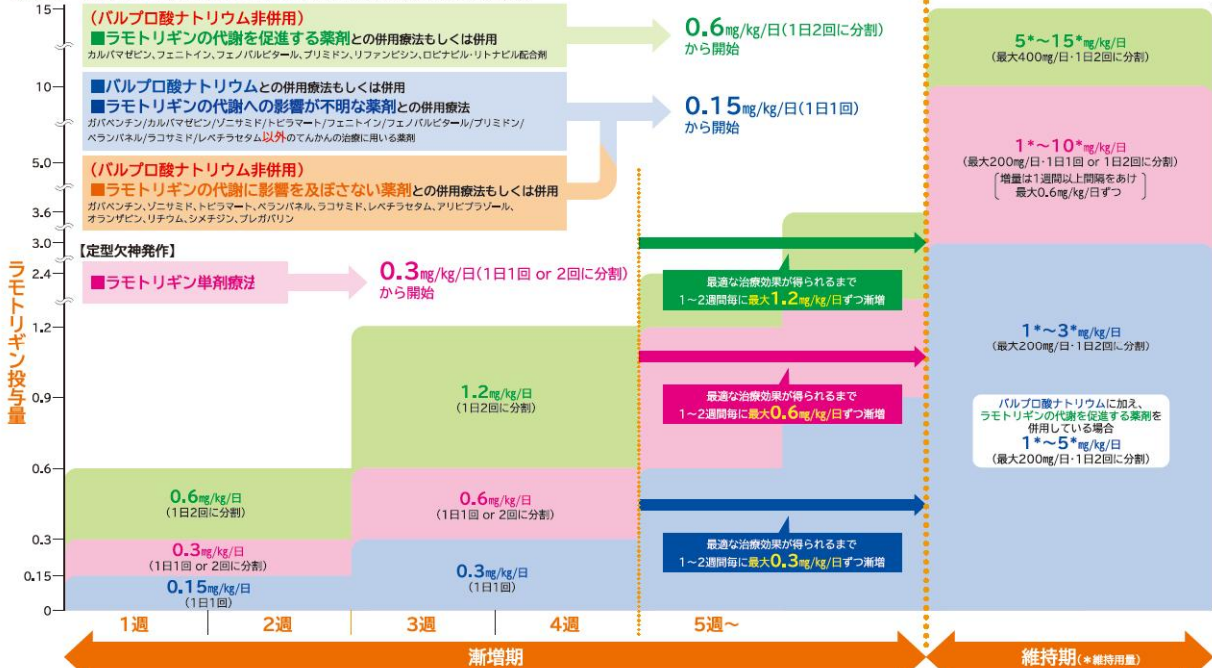 15
10
5.0
3.6
3.0
2.4
1.2
0.9
0.6
0.3
0.15
0
ラモトリギン投与量
(バルプロ酸ナトリウム非併用)
■ラモトリギンの代謝を促進する薬剤との併用療法もしくは併用
カルバマゼピン、フェニトイン、フェノバルビタール、プリミドン、リファンピシン、ロピナビル・リトナビル配合剤
0.6mg/kg/日(1日2回に分割)
から開始
■バルプロ酸ナトリウムとの併用療法もしくは併用
■ラモトリギンの代謝への影響が不明な薬剤との併用療法
ガバペンチン/カルバマゼピン/ゾニサミド/トピラマート/フェニトイン/フェノバルビタール/プリミドン/
ペランパネル/ラコサミド/レベチラセタム以外のてんかんの治療に用いる薬剤
0.15mg/kg/日(1日1回)
から開始
(バルプロ酸ナトリウム非併用)
■ラモトリギンの代謝に影響を及ぼさない薬剤との併用療法もしくは併用
ガバペンチン、ゾニサミド、トピラマート、ペランパネル、ラコサミド、レベチラセタム、アリピプラゾール、
オランザピン、リチウム、シメチジン、プレガバリン
【定型欠神発作】
■ラモトリギン単剤療法
0.3mg/kg/日(1日1回 or 2回に分割)
から開始
0.6mg/kg/日
(1日2回に分割)
0.3mg/kg/日
(1日1回 or 2回に分割)
0.15mg/kg/日
(1日1回)
1.2mg/kg/日
(1日2回に分割)
0.6mg/kg/日
(1日1回 or 2回に分割)
0.3mg/kg/日
(1日1回)
最適な治療効果が得られるまで
1~2週間毎に最大1.2mg/kg/日ずつ漸増
最適な治療効果が得られるまで
1~2週間毎に最大0.6mg/kg/日ずつ漸増
最適な治療効果が得られるまで
1~2週間毎に最大0.3mg/kg/日ずつ漸増
5*~15*mg/kg/日
(最大400mg/日・1日2回に分割)
1*~10*mg/kg/日
(最大200mg/日・1日1回 or 1日2回に分割)
増量は1週間以上間隔をあけ
最大0.6mg/kg/日ずつ
1*~3*mg/kg/日
(最大200mg/日・1日2回に分割)
バルプロ酸ナトリウムに加え、
ラモトリギンの代謝を促進する薬剤を
併用している場合
1*~5*mg/kg/日
(最大200mg/日・1日2回に分割)
1週
2週
3週
4週
5週~
漸増期
維持期(*維持用量)